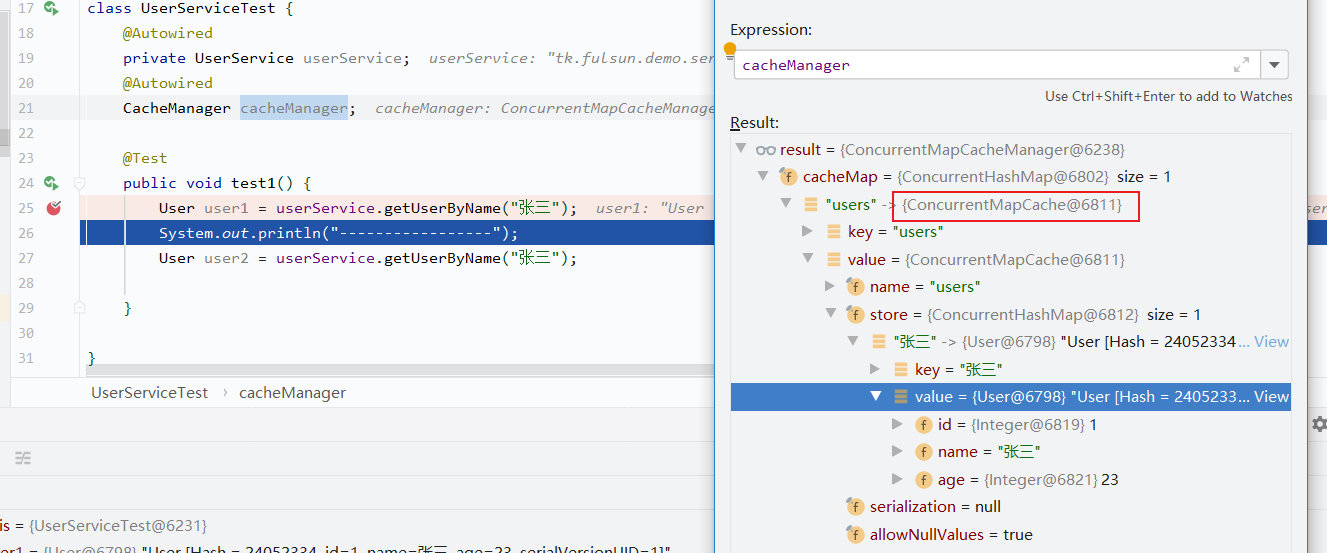 17 class UserServiceTest {
18 @Autowired
19 private UserService userService; userService: "tk.fulsun.demo.ser
20 @Autowired
21 CacheManager cacheManager; cacheManager: ConcurrentMapCacheManage
22
23 @Test
24 public void test1() {
25 User user1 = userService.getUserByName("张三"); user1: "User
26 System.out.println("-----------------");
27 User user2 = userService.getUserByName("张三");
28
29 }
30
31 }
UserServiceTest › cacheManager
is = {UserServiceTest@6231}
er1 = {User@6798} "User [Hash = 24052334, id=1, name=张三, age=23, serialVersionUID=1]"
Expression:
cacheManager
Use Ctrl+Shift+Enter to add to Watches
Result:
result = {ConcurrentMapCacheManager@6238}
cacheMap = {ConcurrentHashMap@6802} size = 1
"users" -> {ConcurrentMapCache@6811}
key = "users"
value = {ConcurrentMapCache@6811}
name = "users"
store = {ConcurrentHashMap@6812} size = 1
"张三" -> {User@6798} "User [Hash = 24052334... View
key = "张三"
value = {User@6798} "User [Hash = 2405233... View
id = {Integer@6819} 1
name = "张三"
age = {Integer@6821} 23
serialization = null
allowNullValues = true